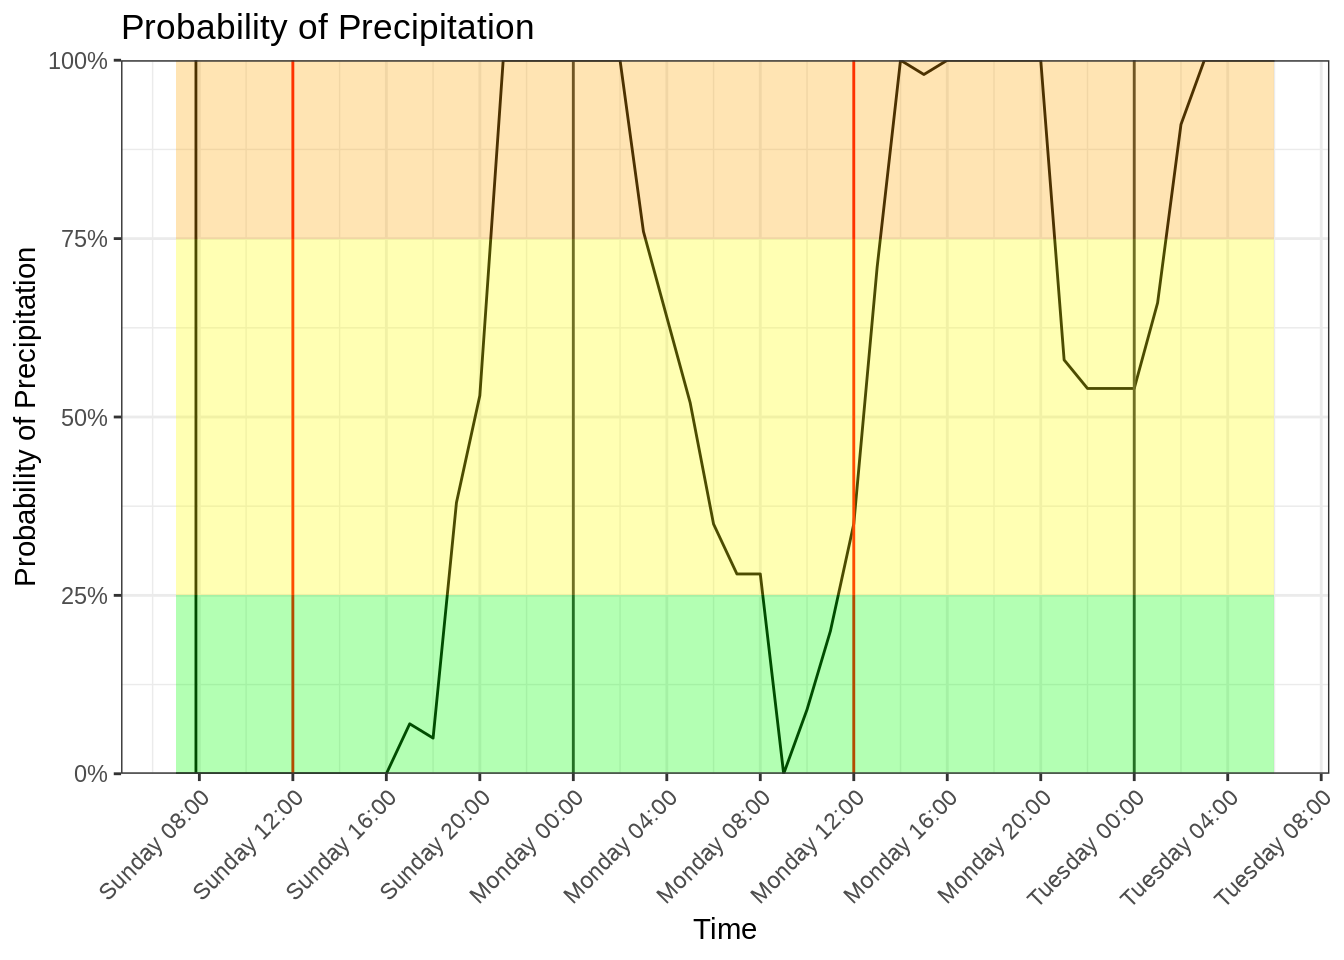 Probability of Precipitation
Probability of Precipitation
100%
75%
50%
25%
0%
Sunday 08:00
Sunday 12:00
Sunday 16:00
Sunday 20:00
Monday 00:00
Monday 04:00
Monday 08:00
Monday 12:00
Monday 16:00
Monday 20:00
Tuesday 00:00
Tuesday 04:00
Tuesday 08:00
Time